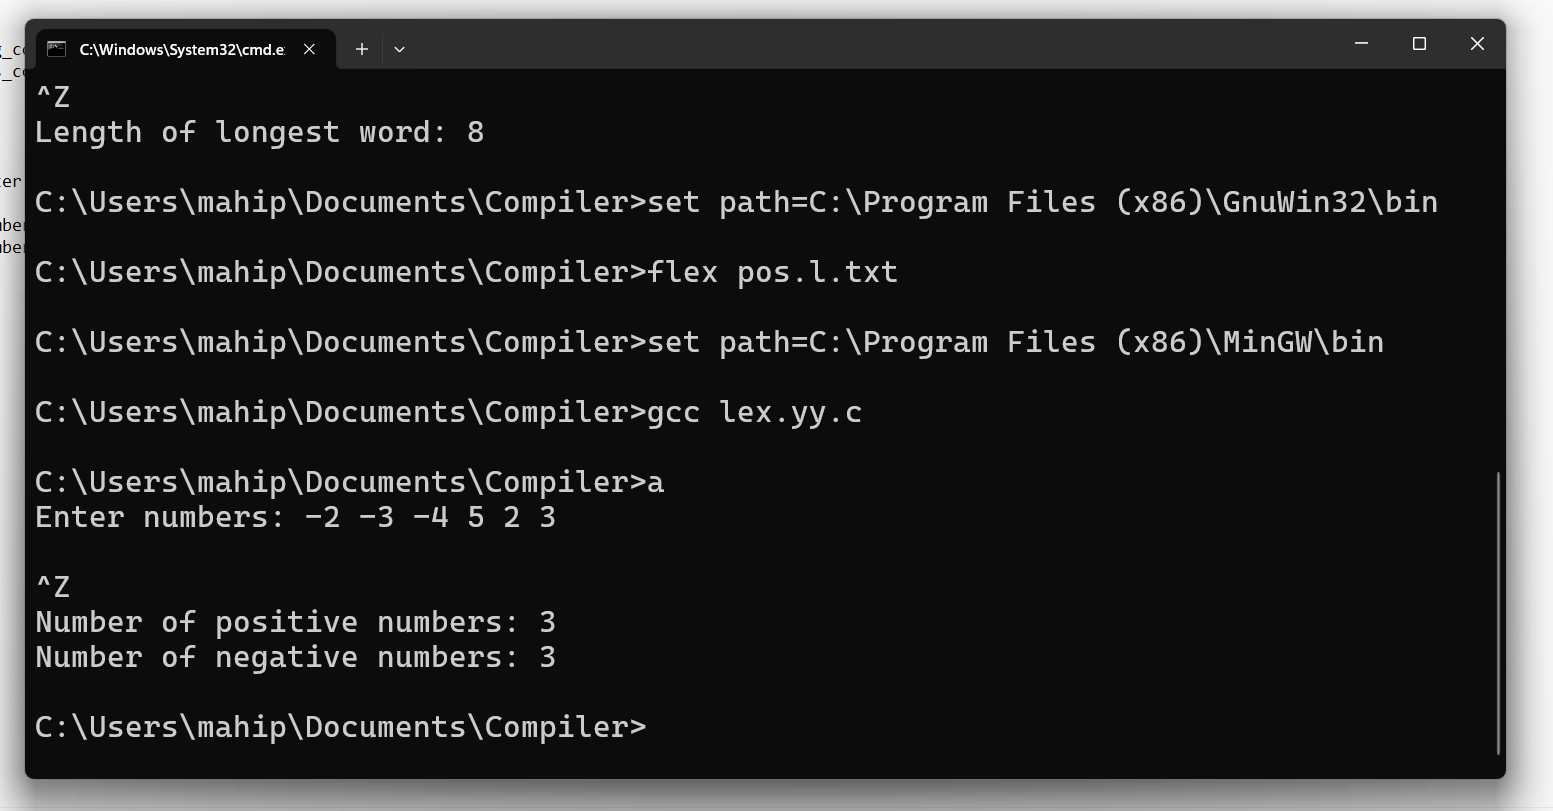 C:\Windows\System32\cmd.e
^Z
Length of longest word: 8
C:\Users\mahip\Documents\Compiler>set path=C:\Program Files (x86)\GnuWin32\bin
C:\Users\mahip\Documents\Compiler>flex pos.l.txt
C:\Users\mahip\Documents\Compiler>set path=C:\Program Files (x86)\MinGW\bin
C:\Users\mahip\Documents\Compiler>gcc lex.yy.c
C:\Users\mahip\Documents\Compiler>a
Enter numbers: -2 -3 -4 5 2 3
^Z
Number of positive numbers: 3
Number of negative numbers: 3
C:\Users\mahip\Documents\Compiler>